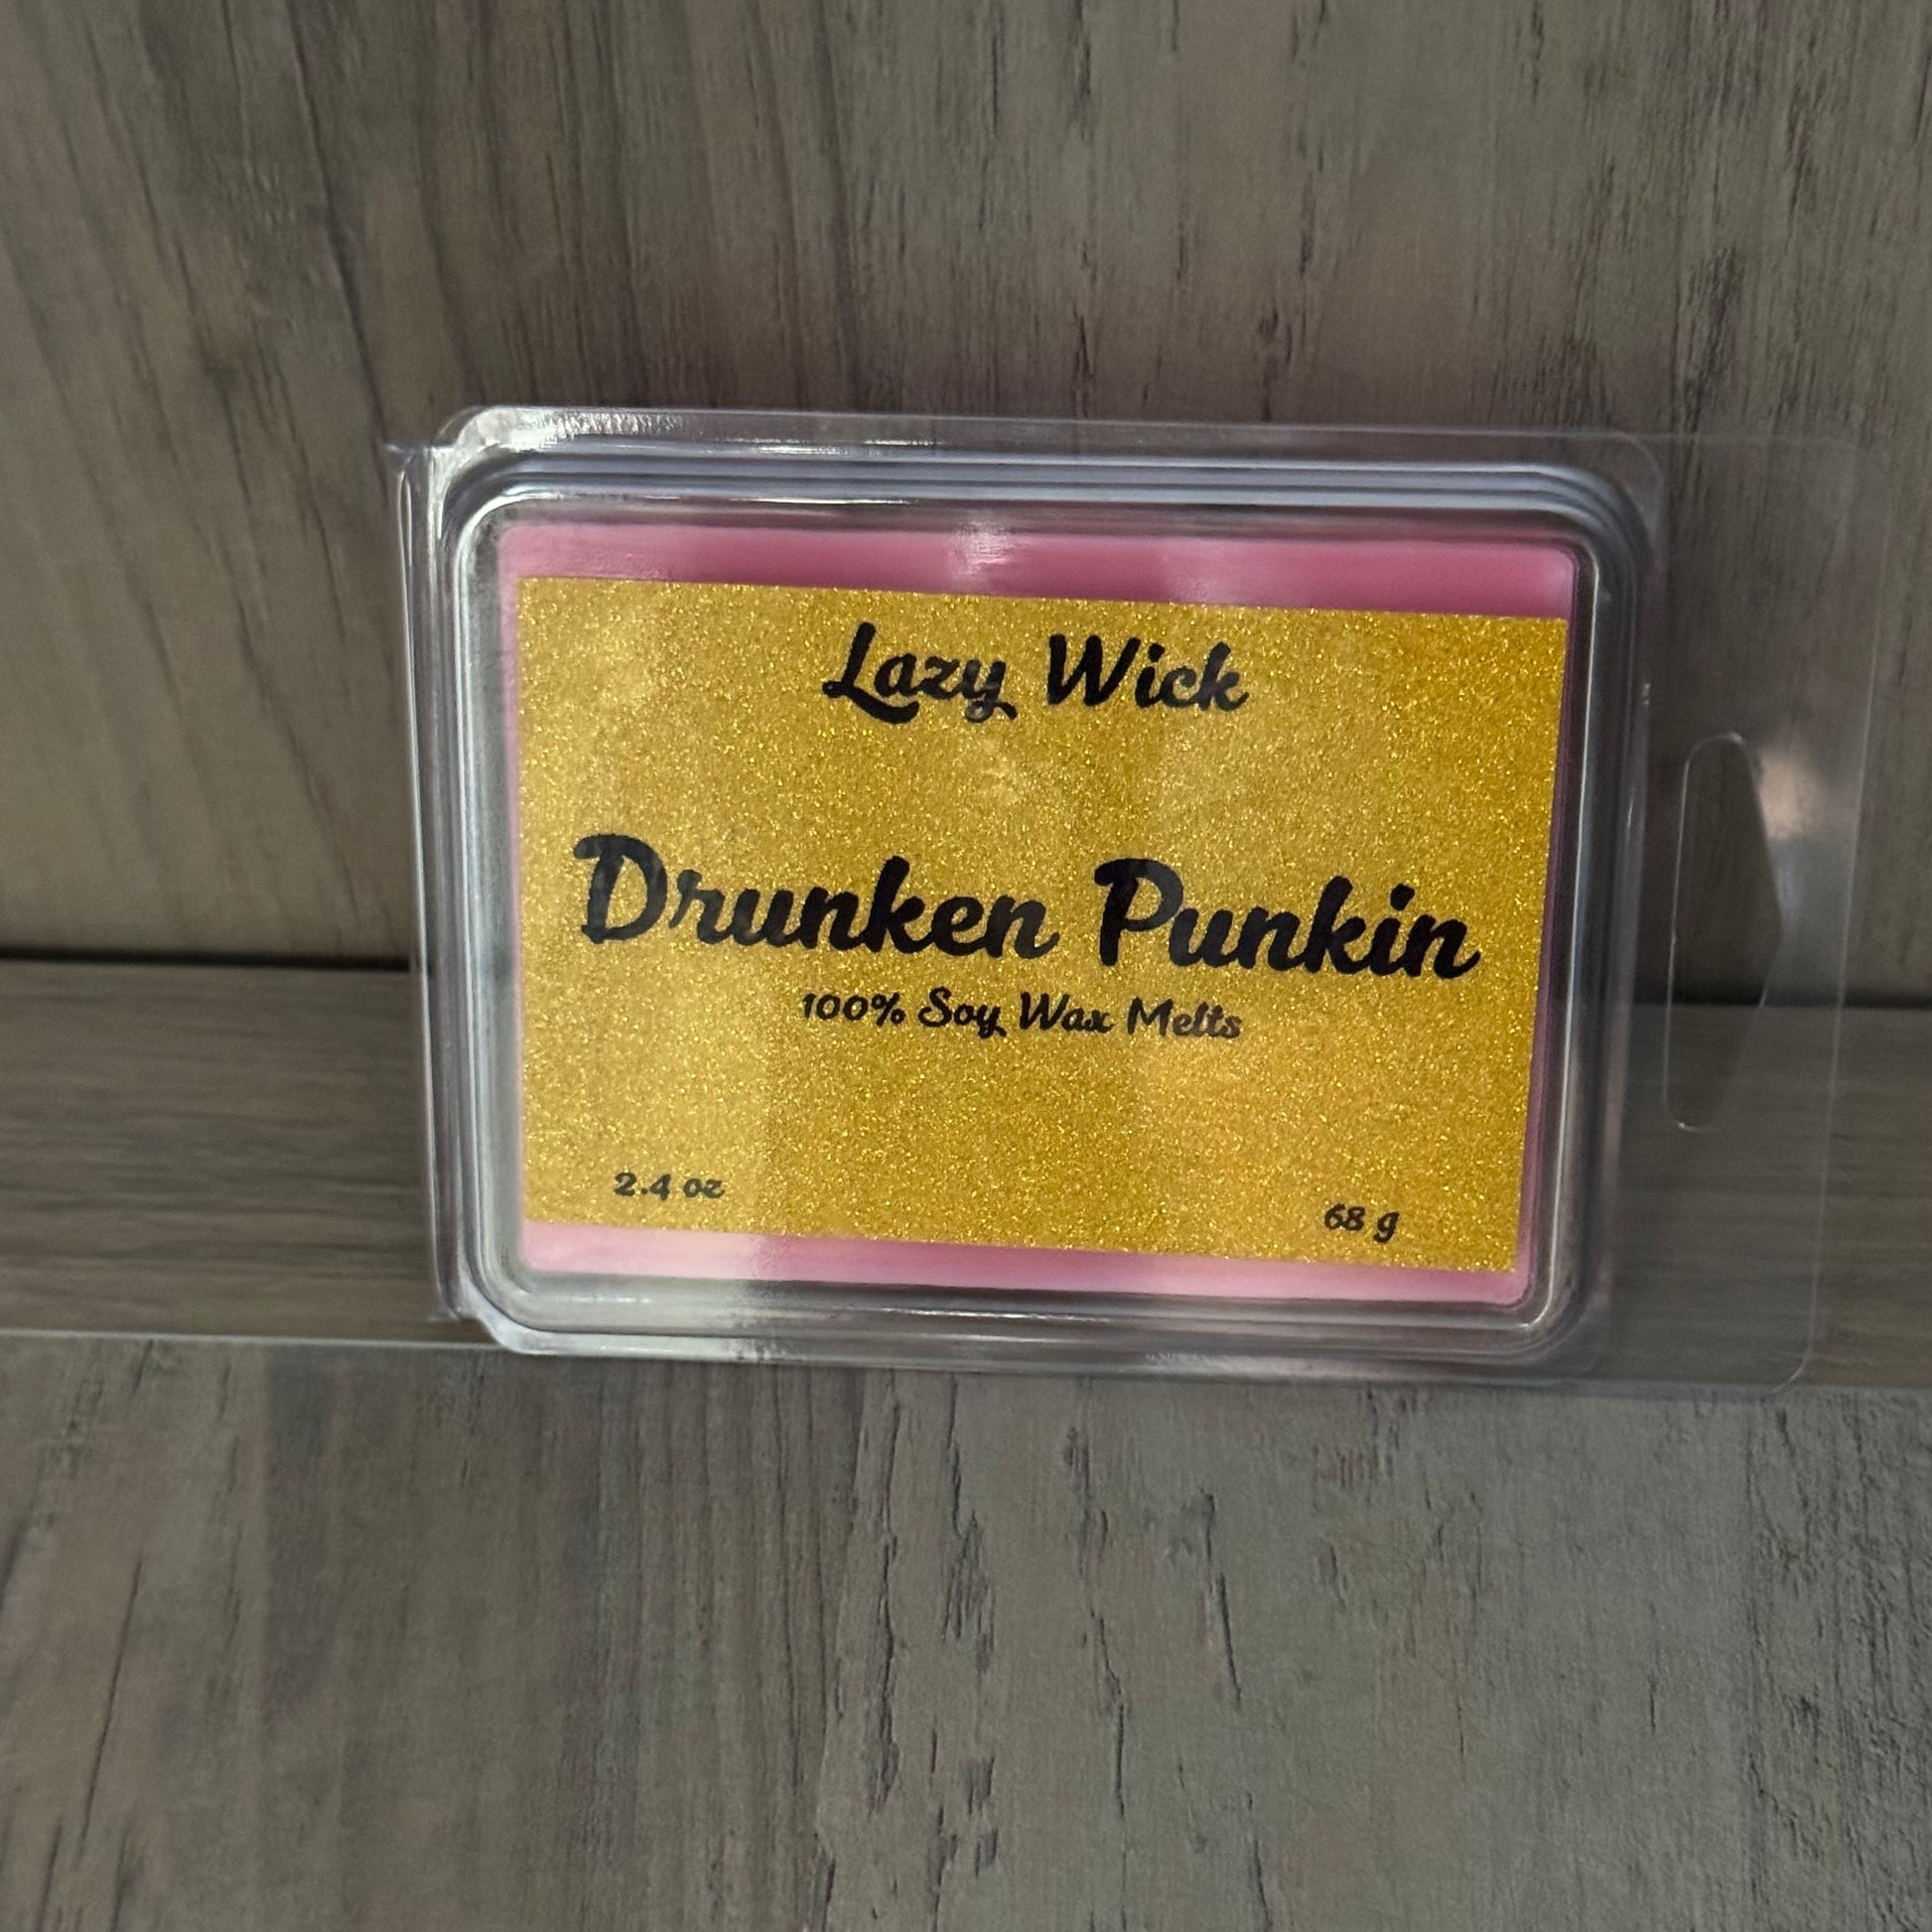 Lazy Wick
Drunken Punkin
100% Soy Wax Melts
2.4 oz
68 g